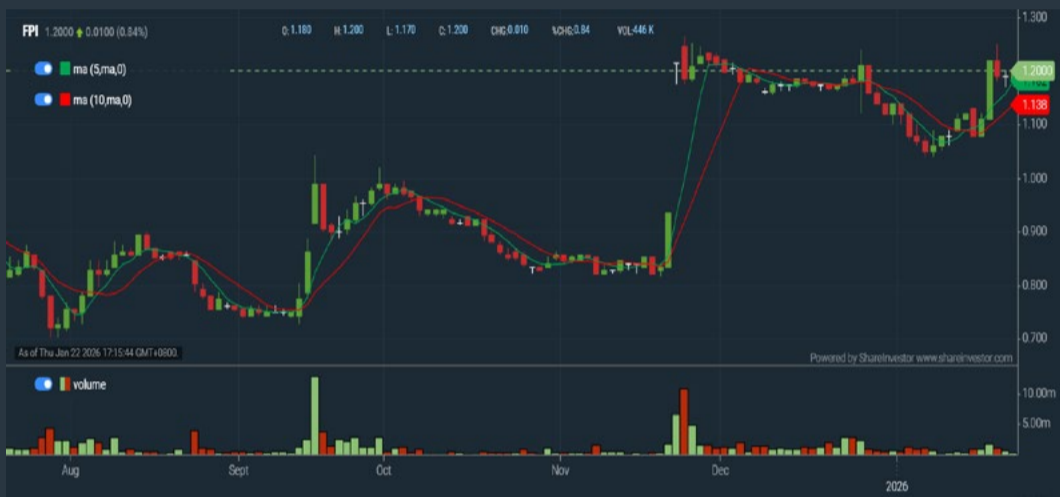 FPI 1.2000 0.0100 (0.84%) O:1.180 H:1.200 L:1.170 C:1.200 CHG:0.010 %CHG:0.84 VOL:446 K
ma (5,ma,0)
ma (10,ma,0)
1.300
1.2000
1.138
1.100
1.000
0.900
0.800
0.700
As of Thu Jan 22 2026 17:15:44 GMT+0800.
Powered by ShareInvestor www.shareinvestor.com
volume
10.00m
5.00m
Aug Sept Oct Nov Dec
2026